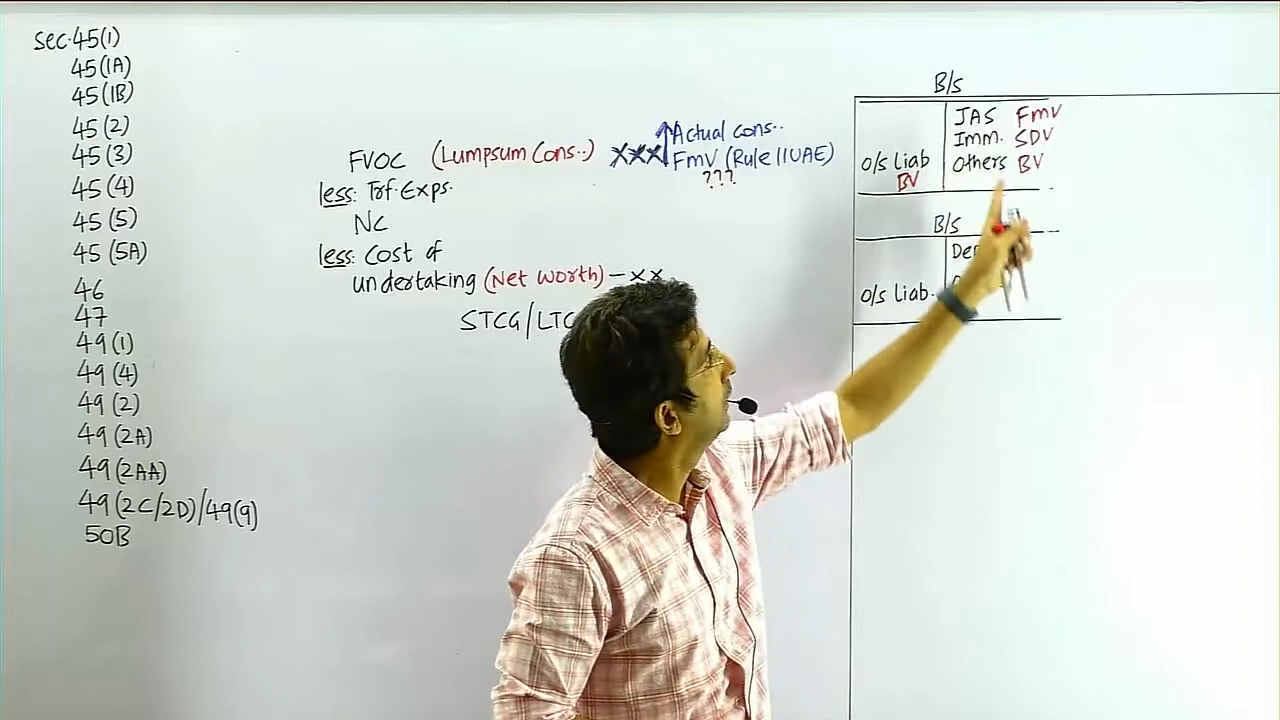 Sec. 45(1)
45(1A)
45(1B)
45(2)
45(3)
45(4)
45(5)
45(5A)
46
47
49(1)
49(4)
49(2)
49(2A)
49(2AA)
49(2C/2D)/49(9)
50B
FVOC (Lumpsum Cons..) XXX Actual Cons..
FMV (Rule 11UAE)
???
less: Trf. Exps.
NC
less: Cost of
undertaking (Net Worth) - XX
STCG/LTC
B/S
JAS FMV
Imm. SDV
O/s Liab Others BV
BV
B/S
O/s Liab.